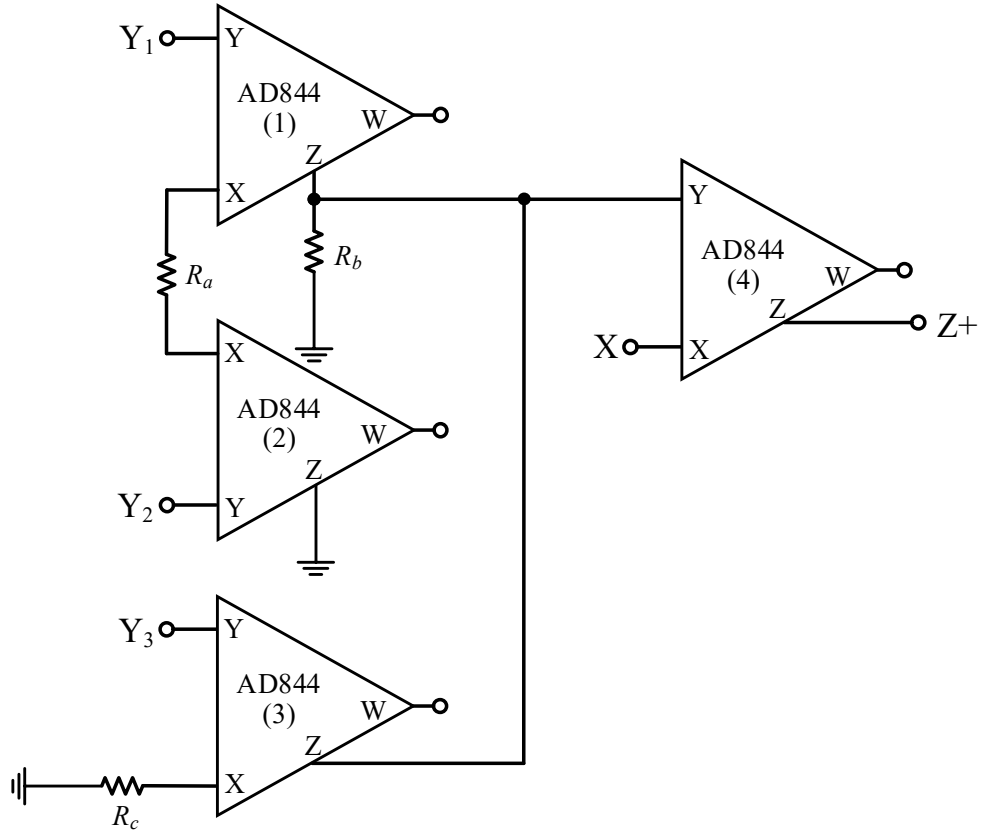 Y1
Y
AD844
(1)
W
Z
X
Ra
Rb
X
AD844
(2)
W
Z
Y2
Y
Y3
Y
AD844
(3)
W
Z
X
Rc
Y
AD844
(4)
W
Z
Z+
X
X